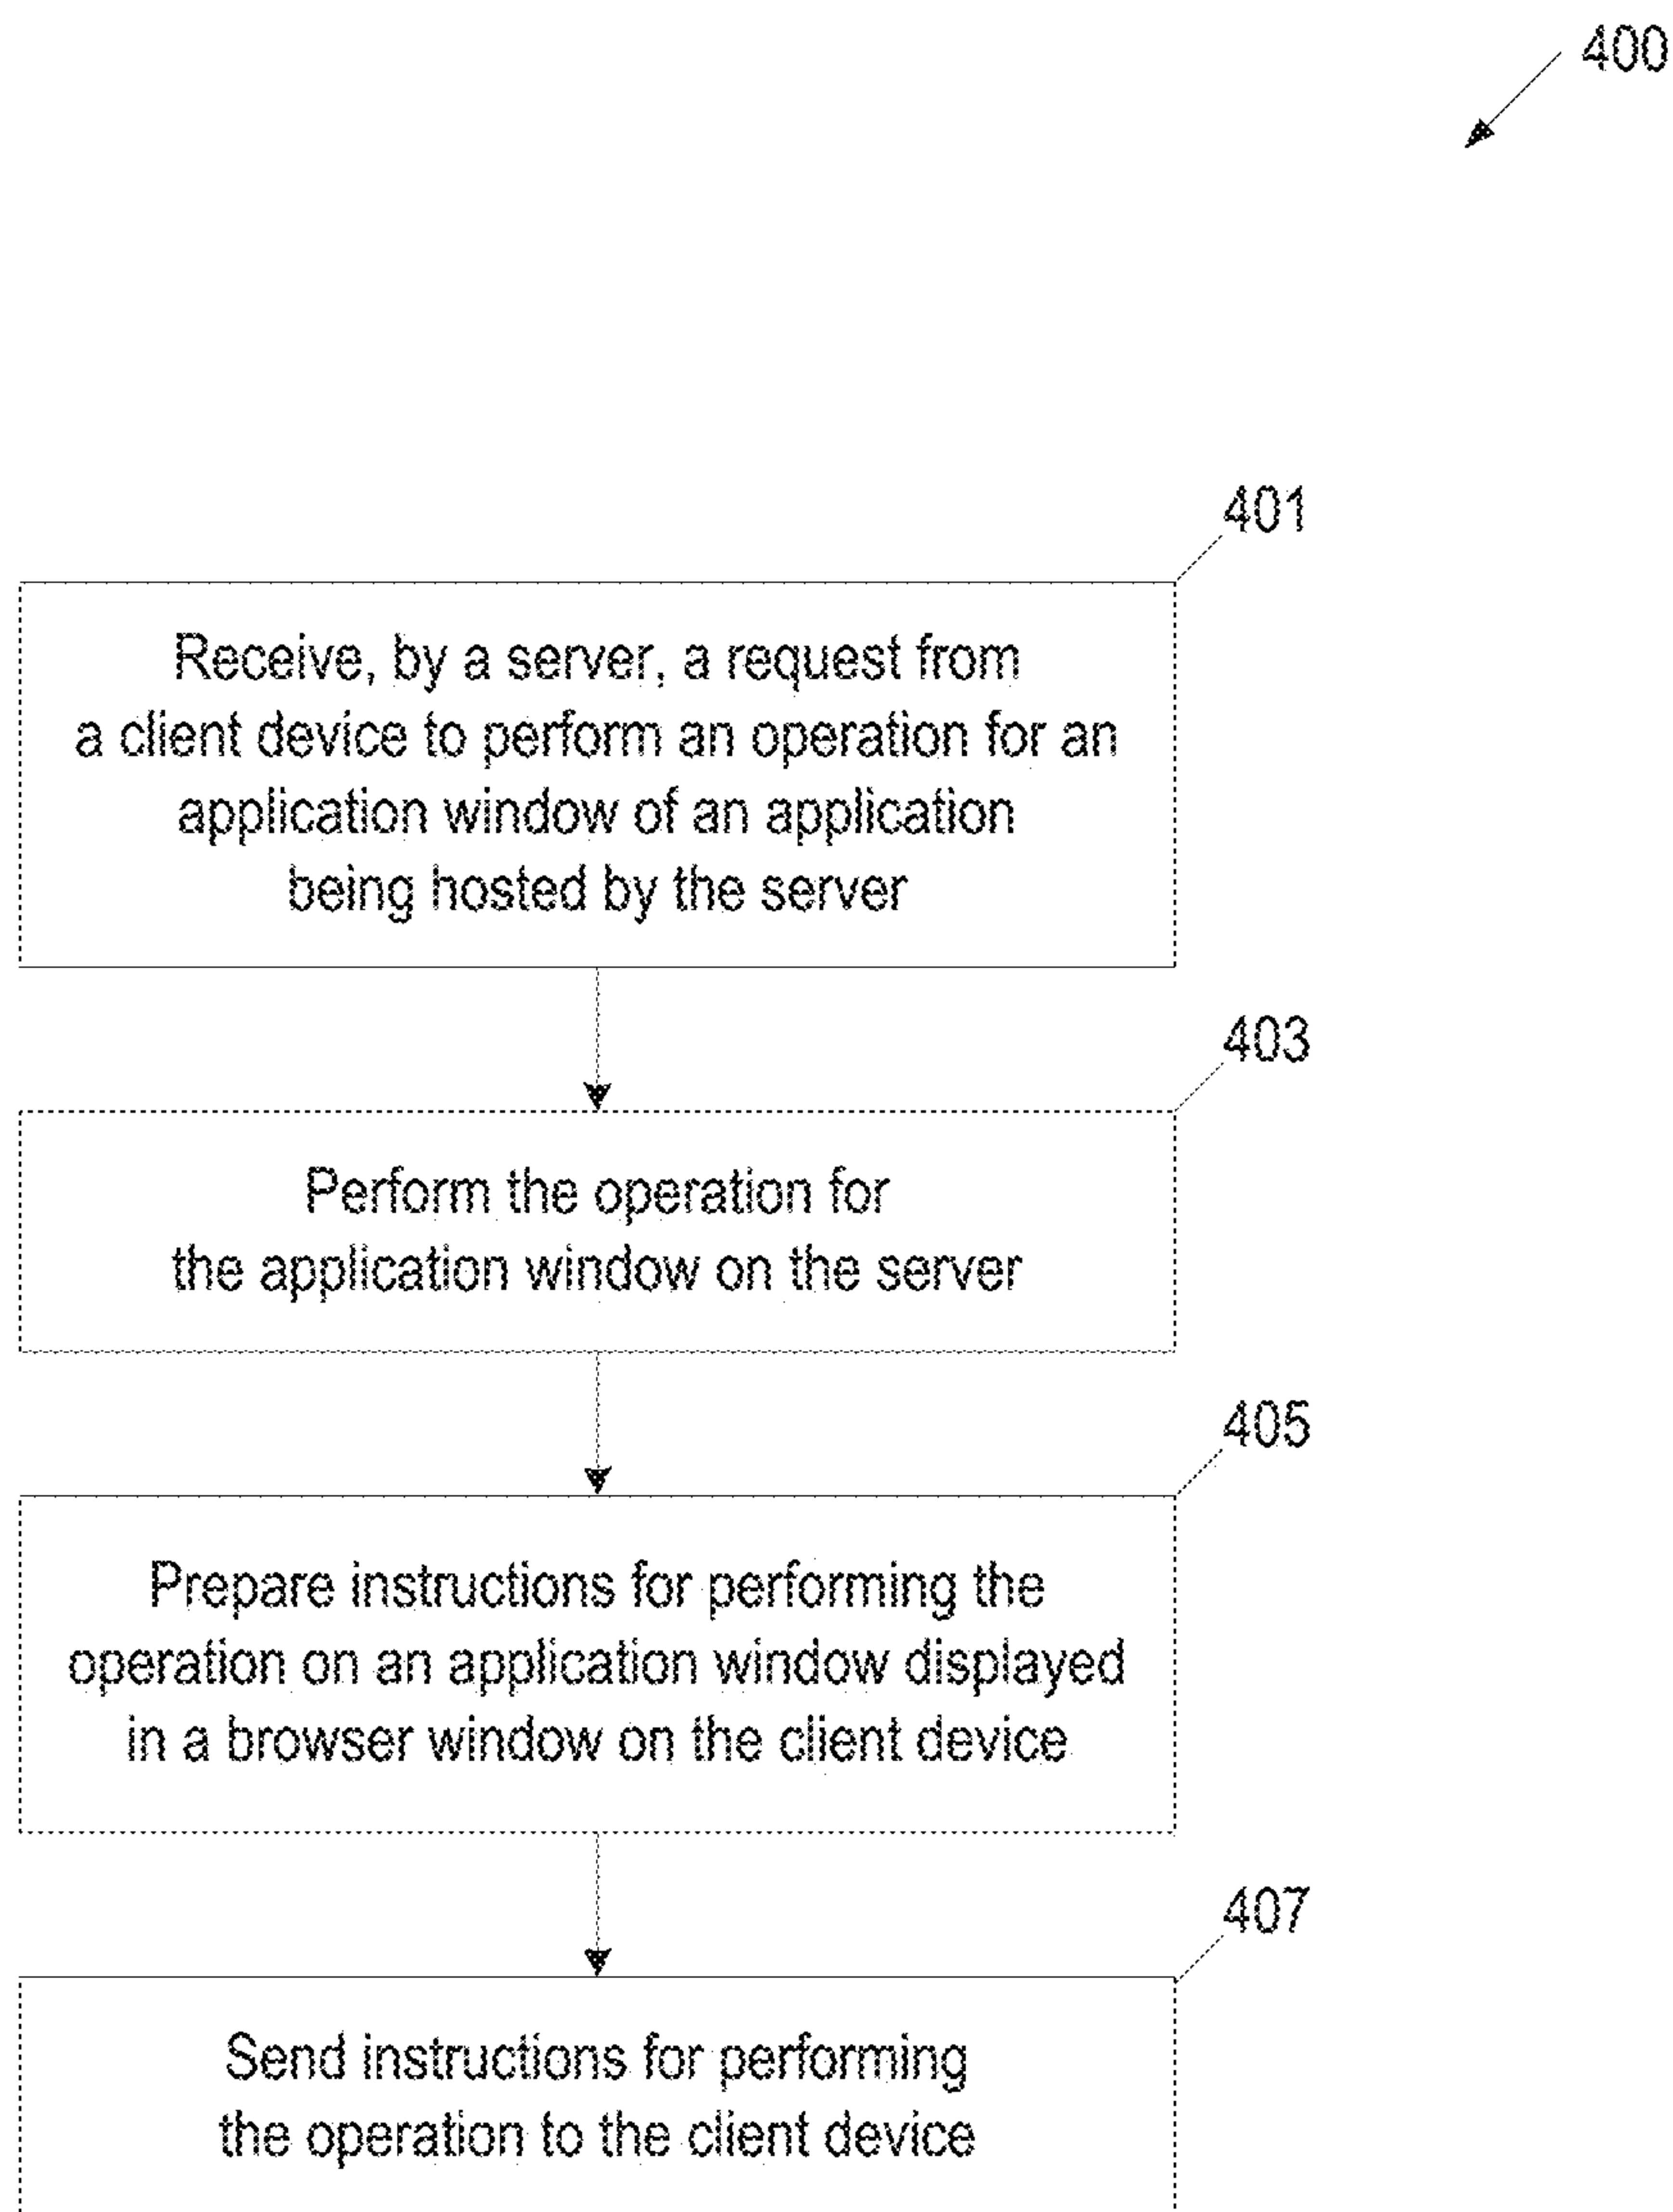 400
401
Receive, by a server, a request from
a client device to perform an operation for an
application window of an application
being hosted by the server
403
Perform the operation for
the application window on the server
405
Prepare instructions for performing the
operation on an application window displayed
in a browser window on the client device
407
Send instructions for performing
the operation to the client device